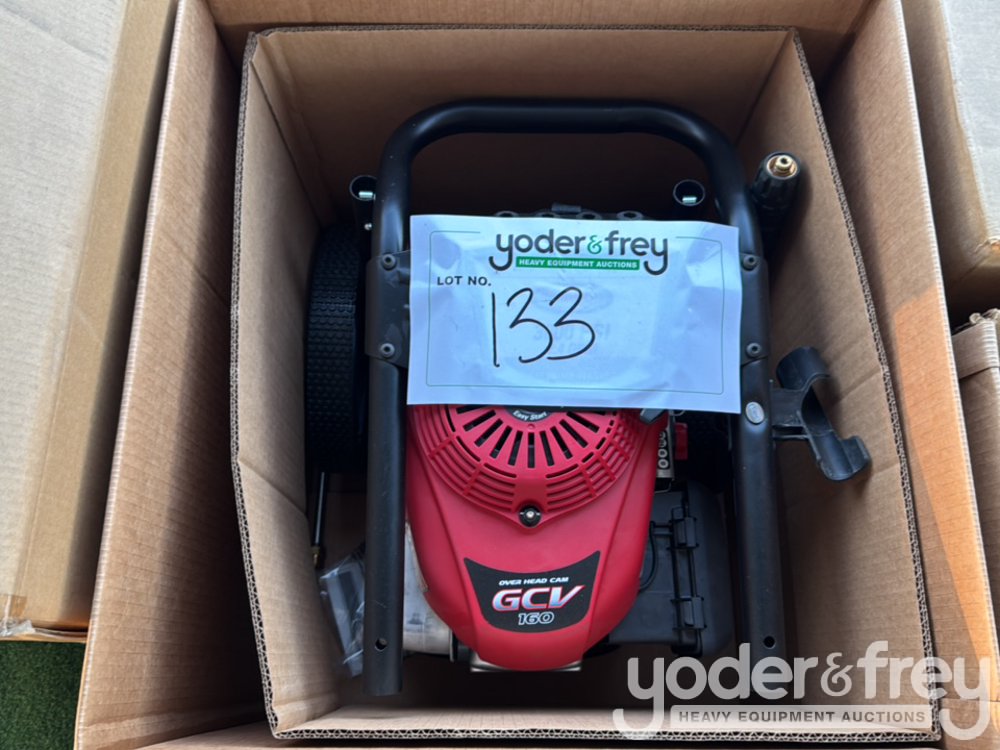 yoder&frey
HEAVY EQUIPMENT AUCTIONS
LOT NO.
133
Easy Start
OVER HEAD CAM
GCV
160
yoder&frey
HEAVY EQUIPMENT AUCTIONS